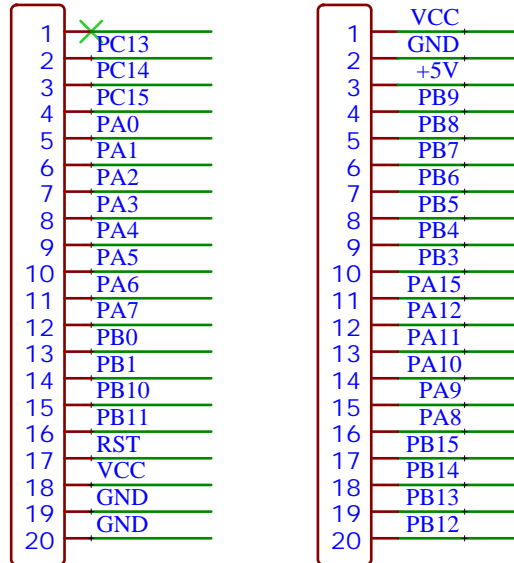 1
2 PC13
3 PC14
4 PC15
5 PA0
6 PA1
7 PA2
8 PA3
9 PA4
10 PA5
11 PA6
12 PA7
13 PB0
14 PB1
15 PB10
16 PB11
17 RST
18 VCC
19 GND
20 GND
1 VCC
2 GND
3 +5V
4 PB9
5 PB8
6 PB7
7 PB6
8 PB5
9 PB4
10 PB3
11 PA15
12 PA12
13 PA11
14 PA10
15 PA9
16 PA8
17 PB15
18 PB14
19 PB13
20 PB12